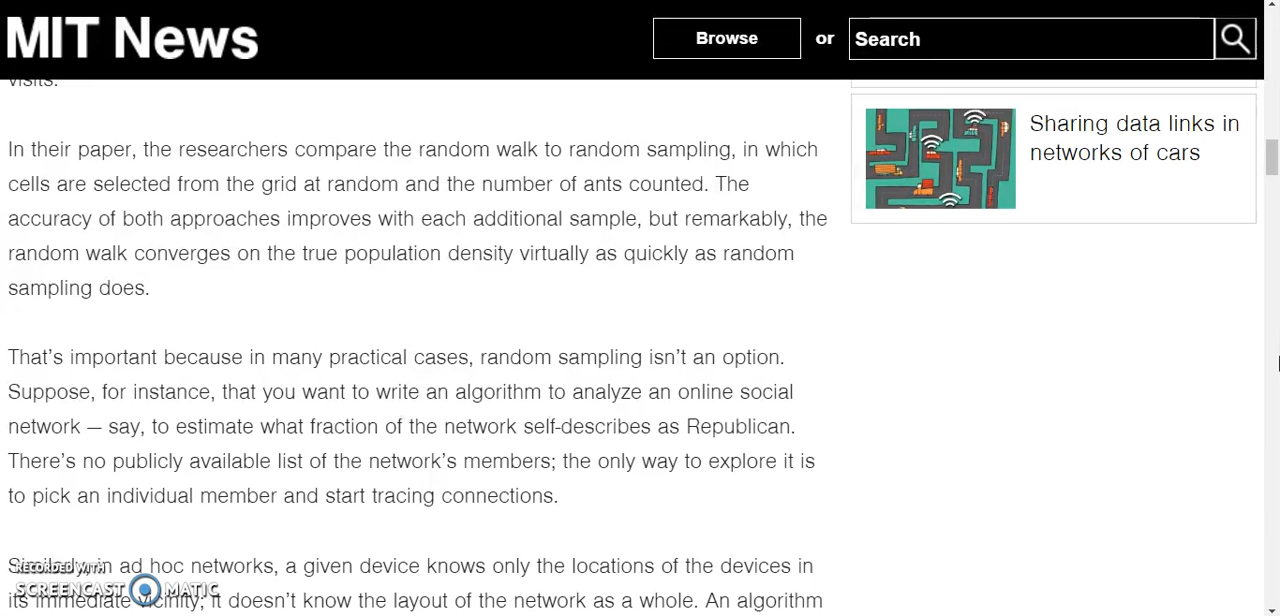 MIT News
Browse or Search
visits.
In their paper, the researchers compare the random walk to random sampling, in which
cells are selected from the grid at random and the number of ants counted. The
accuracy of both approaches improves with each additional sample, but remarkably, the
random walk converges on the true population density virtually as quickly as random
sampling does.
That’s important because in many practical cases, random sampling isn’t an option.
Suppose, for instance, that you want to write an algorithm to analyze an online social
network — say, to estimate what fraction of the network self-describes as Republican.
There’s no publicly available list of the network’s members; the only way to explore it is
to pick an individual member and start tracing connections.
Similarly, in ad hoc networks, a given device knows only the locations of the devices in
its immediate vicinity; it doesn’t know the layout of the network as a whole. An algorithm
Sharing data links in
networks of cars
RECORDED WITH
SCREENCAST MATIC